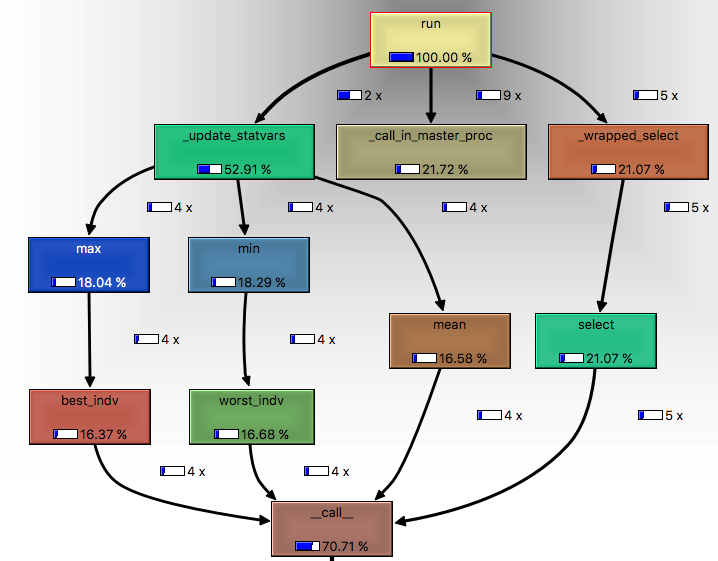 run
100.00 %
2 x
9 x
5 x
_update_statvars
52.91 %
_call_in_master_proc
21.72 %
_wrapped_select
21.07 %
4 x
4 x
4 x
5 x
max
18.04 %
min
18.29 %
mean
16.58 %
select
21.07 %
4 x
4 x
best_indv
16.37 %
worst_indv
16.68 %
4 x
5 x
4 x
4 x
__call__
70.71 %